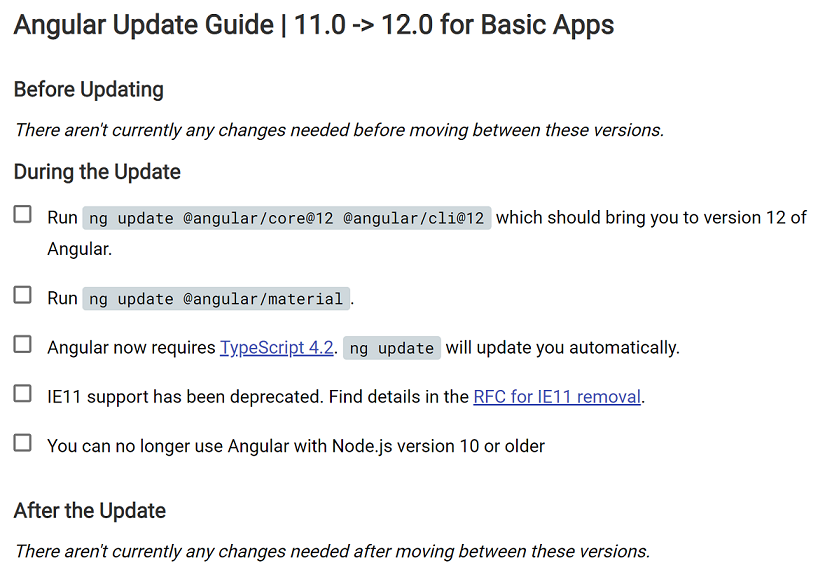 Angular Update Guide | 11.0 -> 12.0 for Basic Apps
Before Updating
There aren't currently any changes needed before moving between these versions.
During the Update
Run ng update @angular/core@12 @angular/cli@12 which should bring you to version 12 of
Angular.
Run ng update @angular/material.
Angular now requires TypeScript 4.2. ng update will update you automatically.
IE11 support has been deprecated. Find details in the RFC for IE11 removal.
You can no longer use Angular with Node.js version 10 or older
After the Update
There aren't currently any changes needed after moving between these versions.